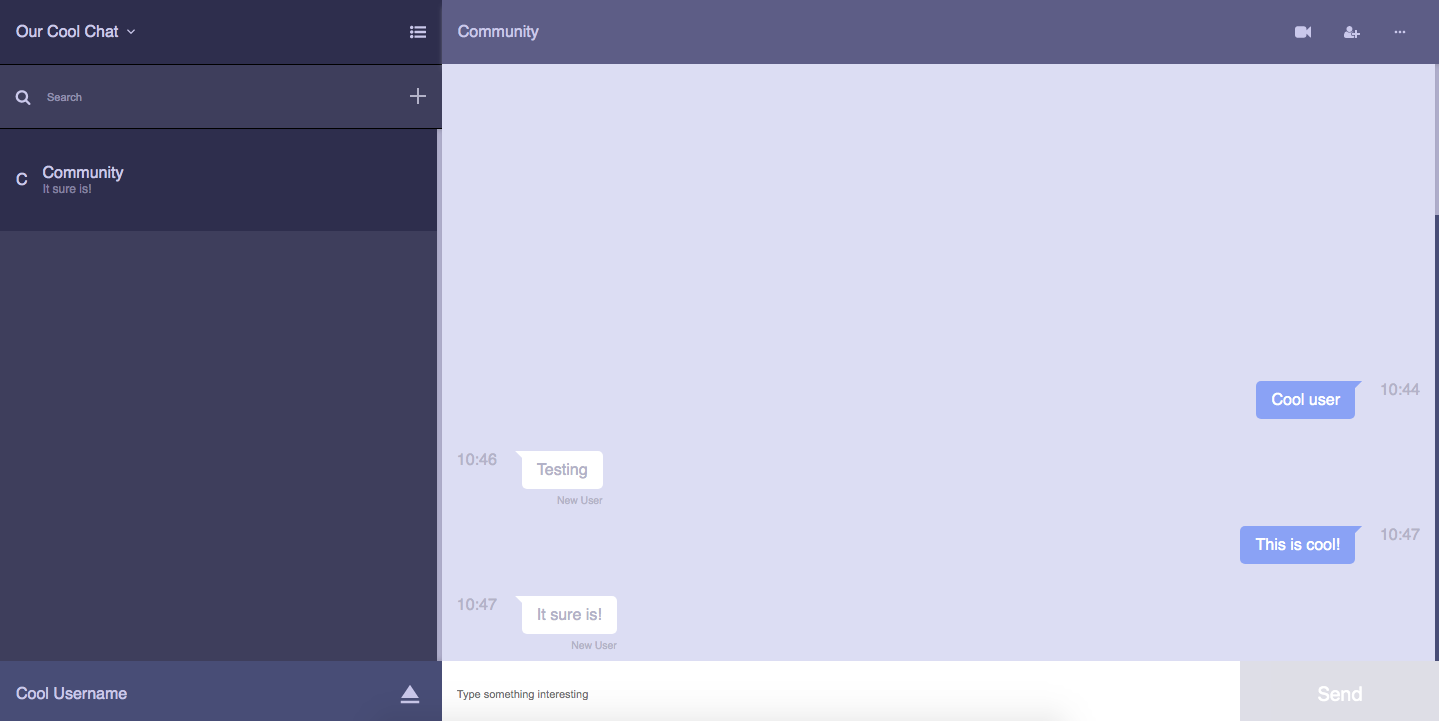 Our Cool Chat
Search
C
Community
It sure is!
Cool Username
Community
Cool user
10:44
10:46
Testing
New User
This is cool!
10:47
10:47
It sure is!
New User
Type something interesting
Send